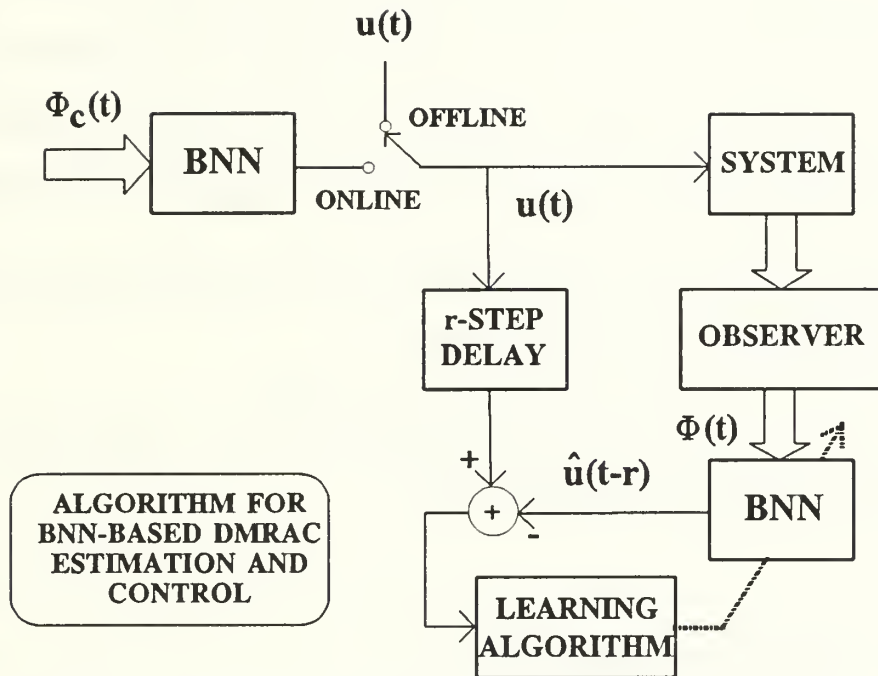 u(t)
Φc(t)
OFFLINE
BNN
SYSTEM
ONLINE
u(t)
r-STEP
DELAY
OBSERVER
Φ(t)
+
û(t-r)
+
-
BNN
ALGORITHM FOR
BNN-BASED DMRAC
ESTIMATION AND
CONTROL
LEARNING
ALGORITHM